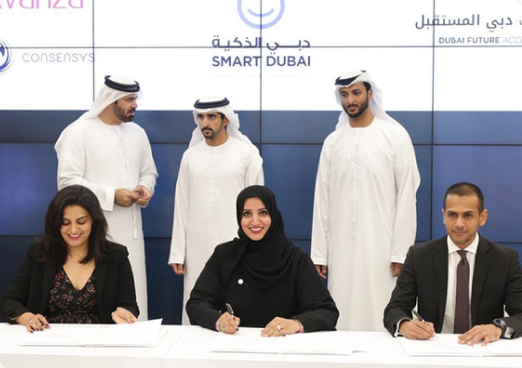 vanza
CONSENSYS
دبي الذكية
SMART DUBAI
دبي المستقبل
DUBAI FUTURE ACC